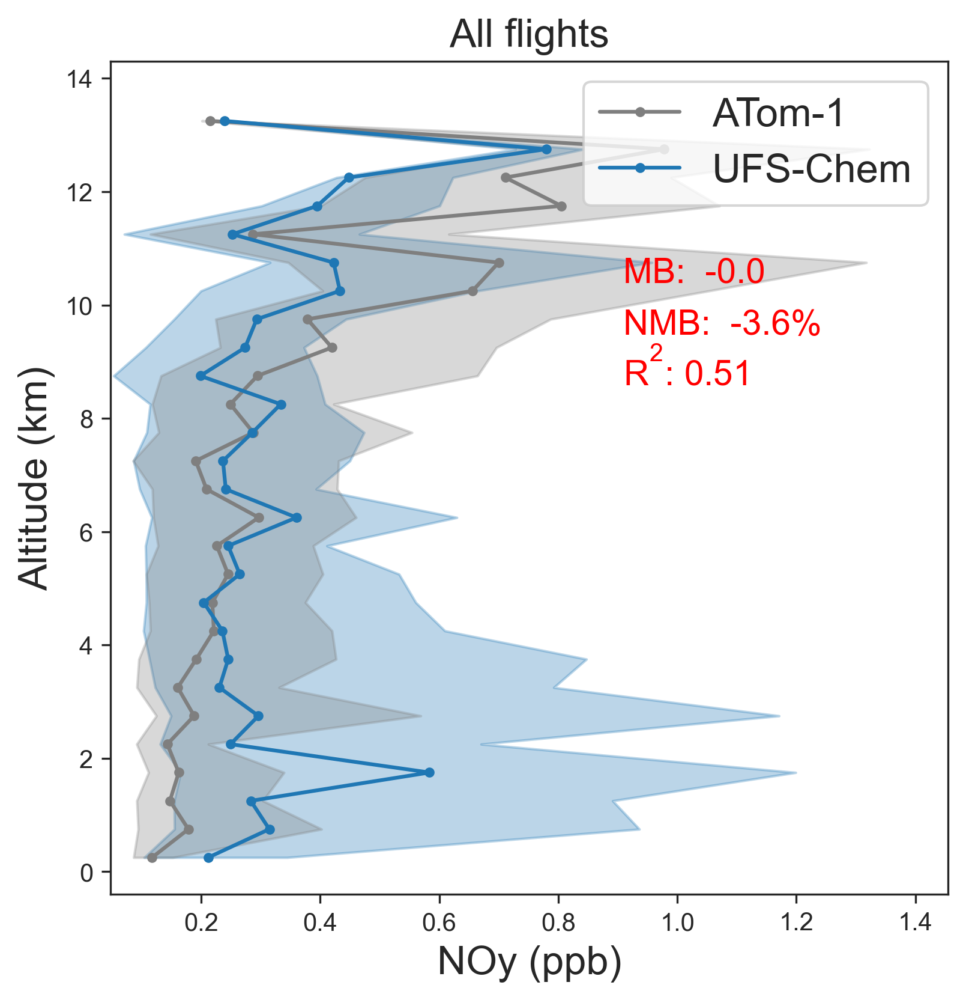 All flights
ATom-1
UFS-Chem
MB: -0.0
NMB: -3.6%
R²: 0.51
Altitude (km)
14
12
10
8
6
4
2
0
0.2 0.4 0.6 0.8 1.0 1.2 1.4
NOy (ppb)